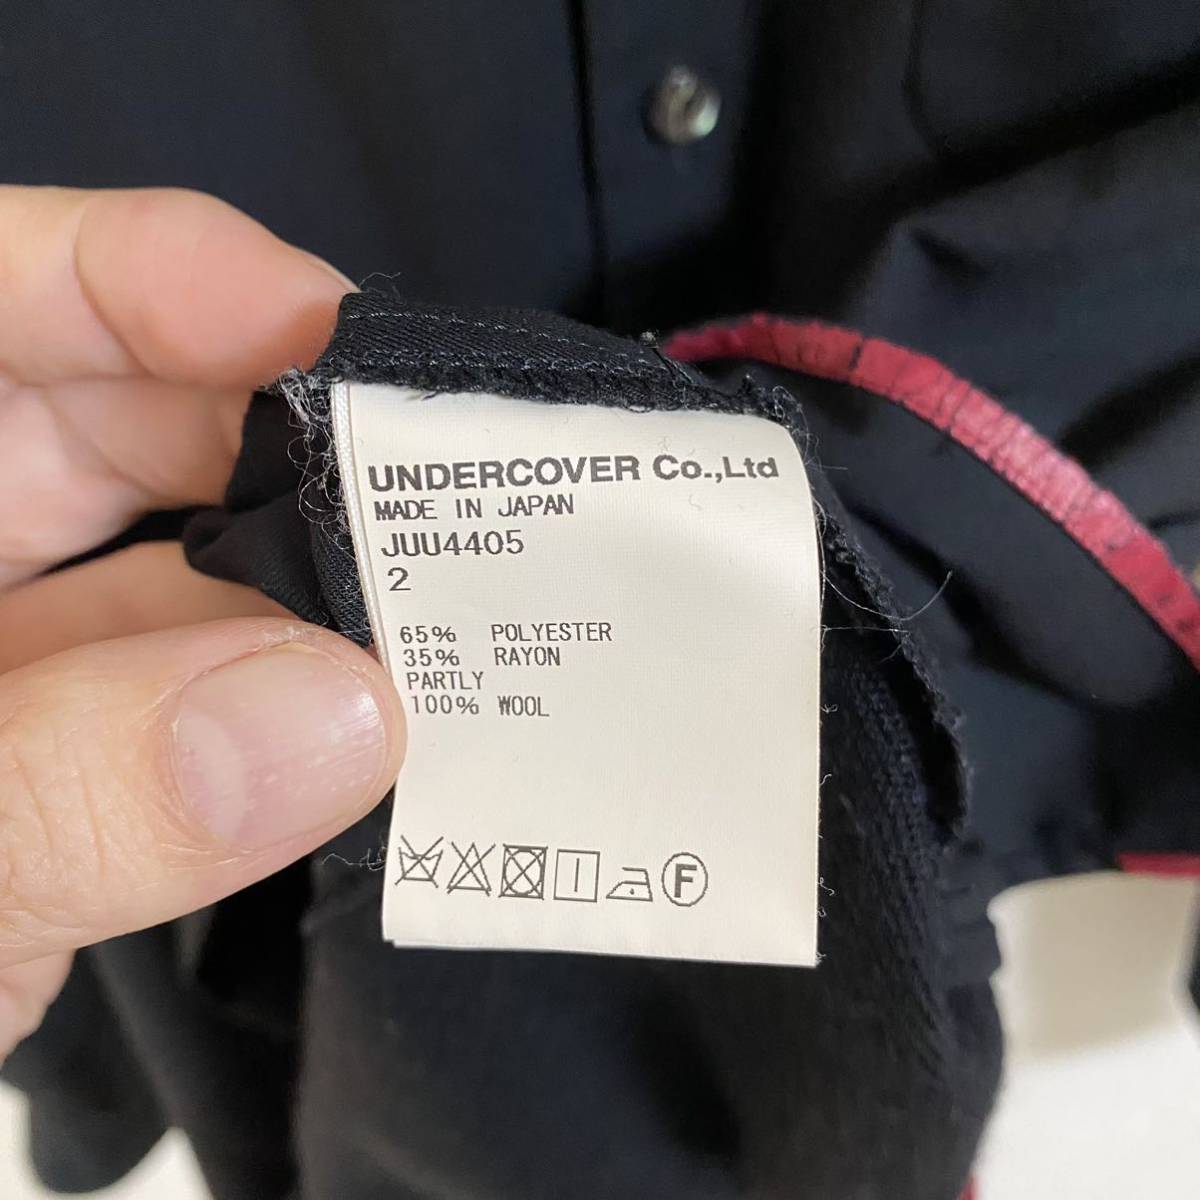 UNDERCOVER Co.,Ltd
MADE IN JAPAN
JUU4405
2
65% POLYESTER
35% RAYON
PARTLY
100% WOOL
F